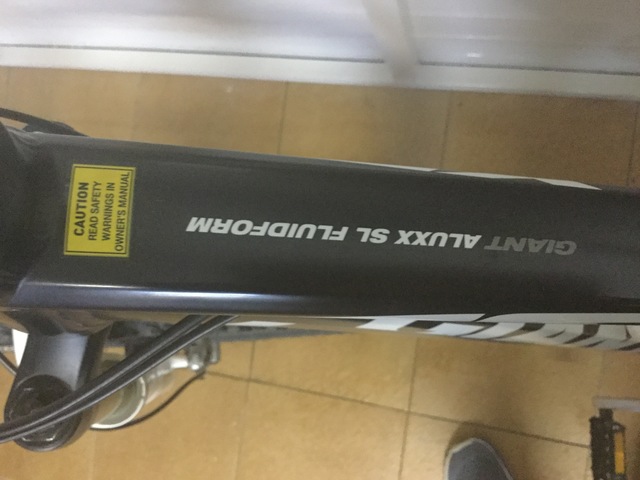 CAUTION
READ SAFETY
WARNINGS IN
OWNER'S MANUAL
GIANT ALUXX SL FLUIDFORM